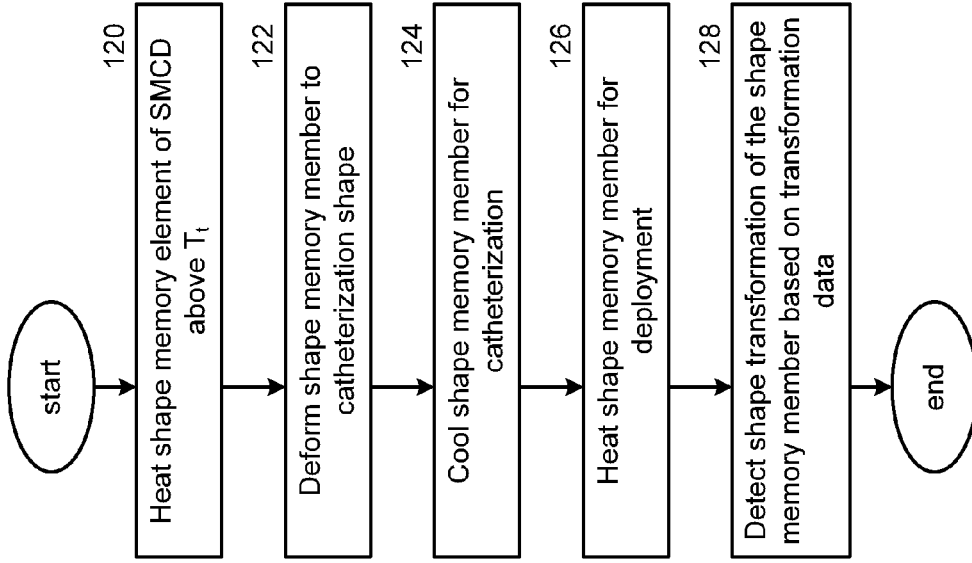 start
120
Heat shape memory element of SMCD
above Tt
122
Deform shape memory member to
catheterization shape
124
Cool shape memory member for
catheterization
126
Heat shape memory member for
deployment
128
Detect shape transformation of the shape
memory member based on transformation
data
end